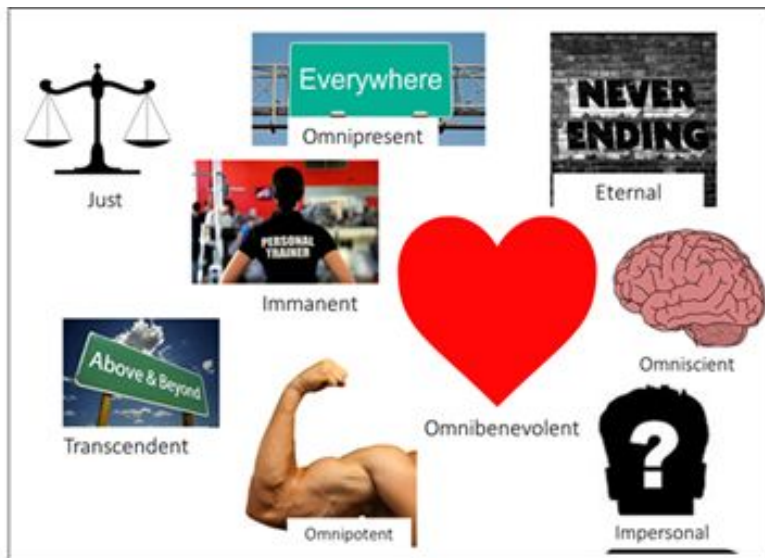 Everywhere
Omnipresent
NEVER
ENDING
Eternal
Just
PERSONAL
TRAINER
Immanent
Omniscient
Above & Beyond
Transcendent
Omnibenevolent
?
Omnipotent
Impersonal